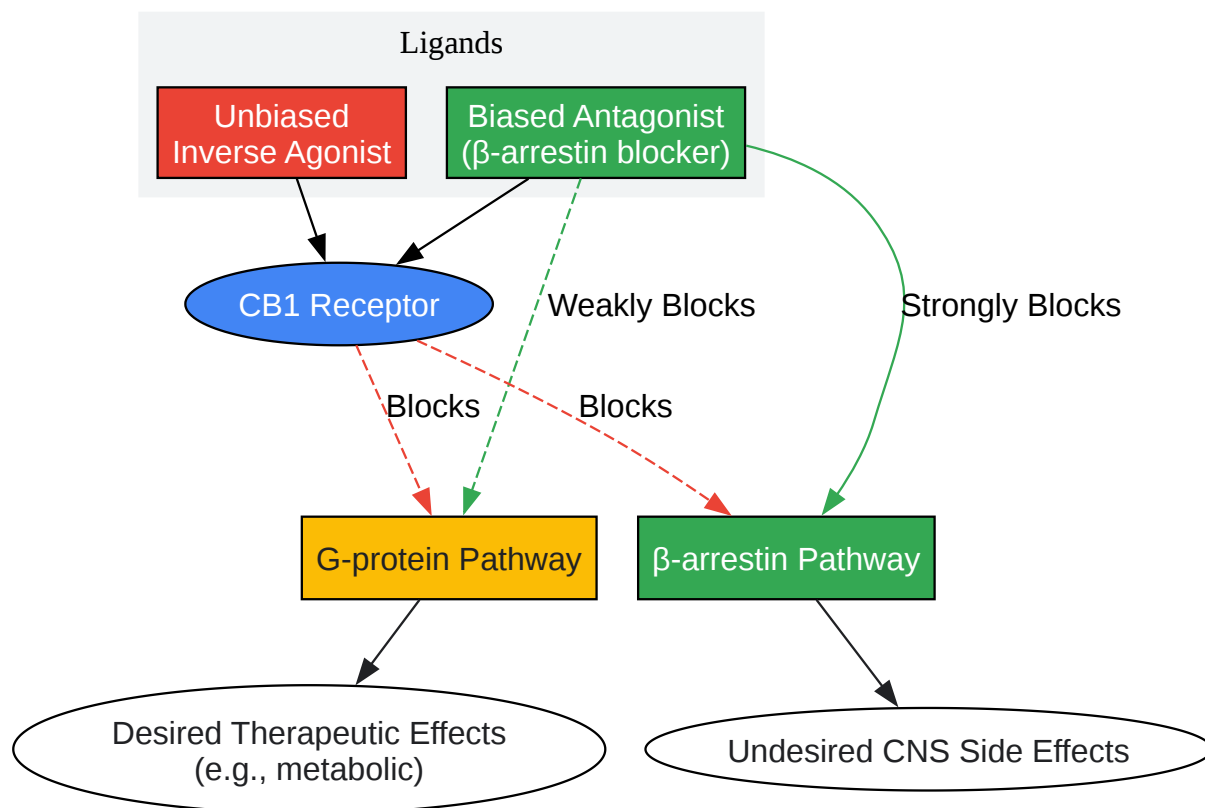 Ligands
Unbiased
Inverse Agonist
Biased Antagonist
(β-arrestin blocker)
CB1 Receptor
Weakly Blocks
Strongly Blocks
Blocks
Blocks
G-protein Pathway
β-arrestin Pathway
Desired Therapeutic Effects
(e.g., metabolic)
Undesired CNS Side Effects